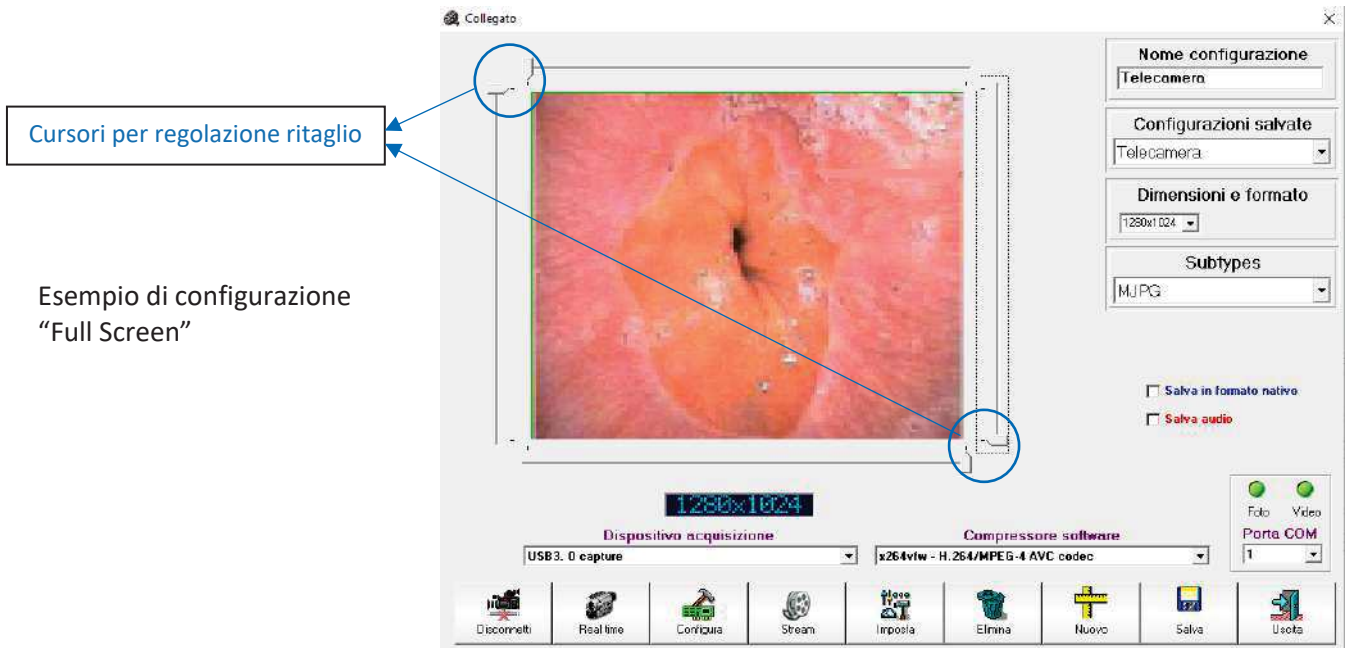 Collegato
Nome configurazione
Telecamera
Cursori per regolazione ritaglio
Configurazioni salvate
Telecamera
Dimensioni e formato
1280x1024
Subtypes
MJPG
Esempio di configurazione
“Full Screen”
Salva in formato nativo
Salva audio
1280x1024
Foto Video
Dispositivo acquisizione
Compressore software
Porta COM
USB3. 0 capture
x264vfw - H.264/MPEG-4 AVC codec
1
Disconnetti
Real time
Configura
Stream
Imposta
Elimina
Nuovo
Salva
Uscita